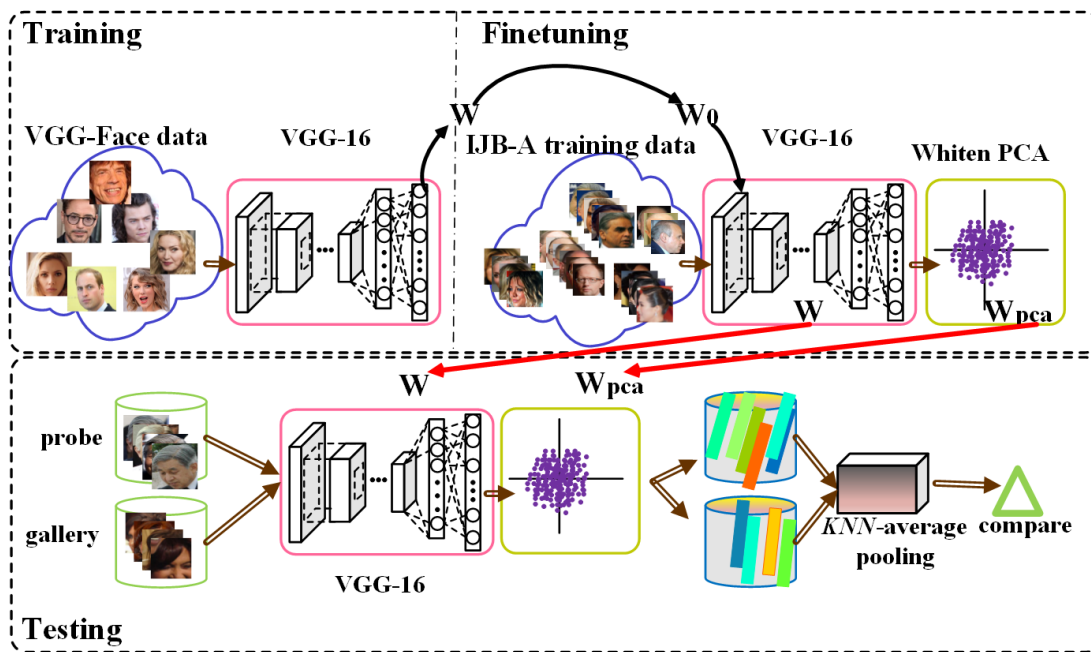 Training
Finetuning
W
W0
VGG-Face data
VGG-16
IJB-A training data
VGG-16
Whiten PCA
W
Wpca
W
Wpca
probe
gallery
KNN-average
pooling
compare
VGG-16
Testing